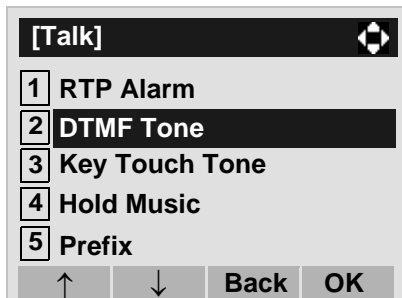 [Talk]
1 RTP Alarm
2 DTMF Tone
3 Key Touch Tone
4 Hold Music
5 Prefix
↑ ↓ Back OK